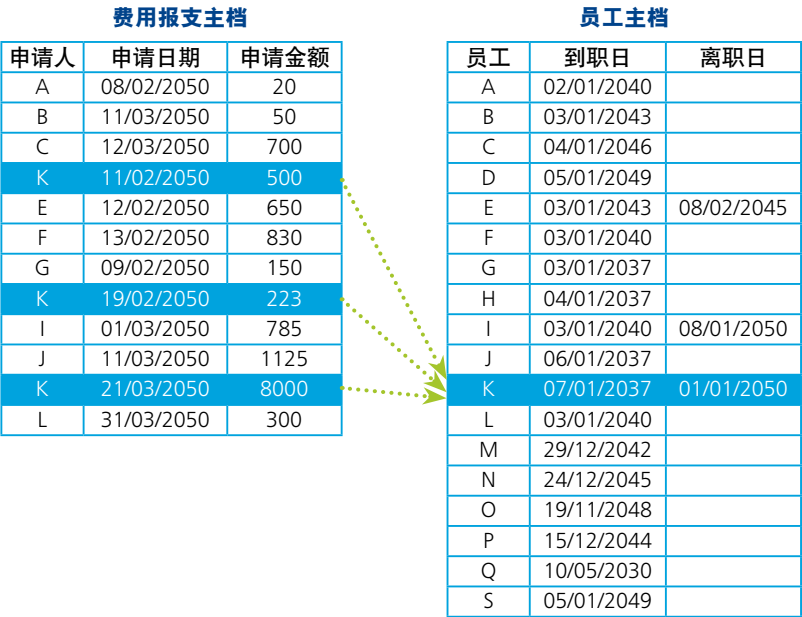 费用报支主档
申请人 申请日期 申请金额
A 08/02/2050 20
B 11/03/2050 50
C 12/03/2050 700
K 11/02/2050 500
E 12/02/2050 650
F 13/02/2050 830
G 09/02/2050 150
K 19/02/2050 223
I 01/03/2050 785
J 11/03/2050 1125
K 21/03/2050 8000
L 31/03/2050 300
员工主档
员工 到职日 离职日
A 02/01/2040
B 03/01/2043
C 04/01/2046
D 05/01/2049
E 03/01/2043 08/02/2045
F 03/01/2040
G 03/01/2037
H 04/01/2037
I 03/01/2040 08/01/2050
J 06/01/2037
K 07/01/2037 01/01/2050
L 03/01/2040
M 29/12/2042
N 24/12/2045
O 19/11/2048
P 15/12/2044
Q 10/05/2030
S 05/01/2049